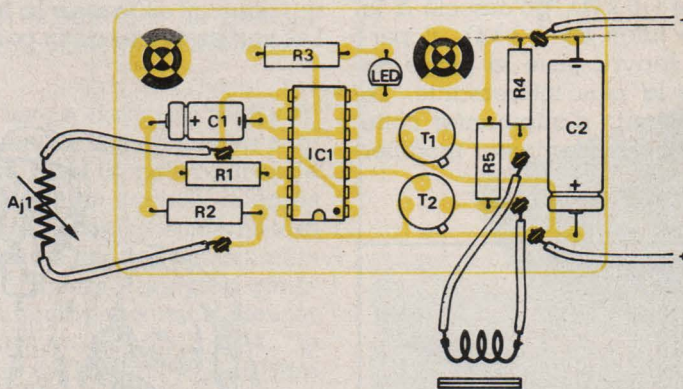 R3
LED
R4
+ C1 -
T1
C2
IC1
R5
R1
Aj1
R2
T2
+
-
-
+